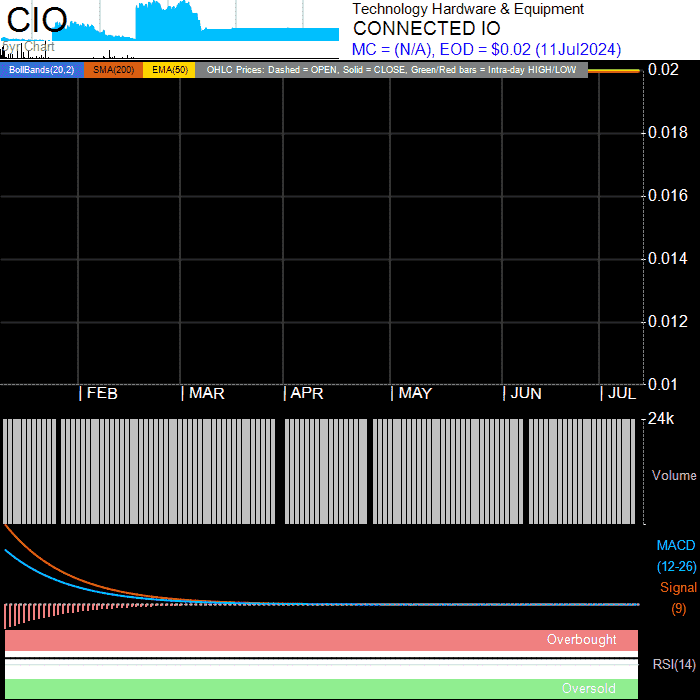 CIO
Technology Hardware & Equipment
CONNECTED IO
MC = (N/A), EOD = $0.02 (11Jul2024)
Chart
BollBands(20,2) SMA(200) EMA(50) OHLC Prices: Dashed = OPEN, Solid = CLOSE, Green/Red bars = Intra-day HIGH/LOW
0.02
0.018
0.016
0.014
0.012
0.01
FEB MAR APR MAY JUN JUL
24k
Volume
MACD
(12-26)
Signal
(9)
Overbought
RSI(14)
Oversold